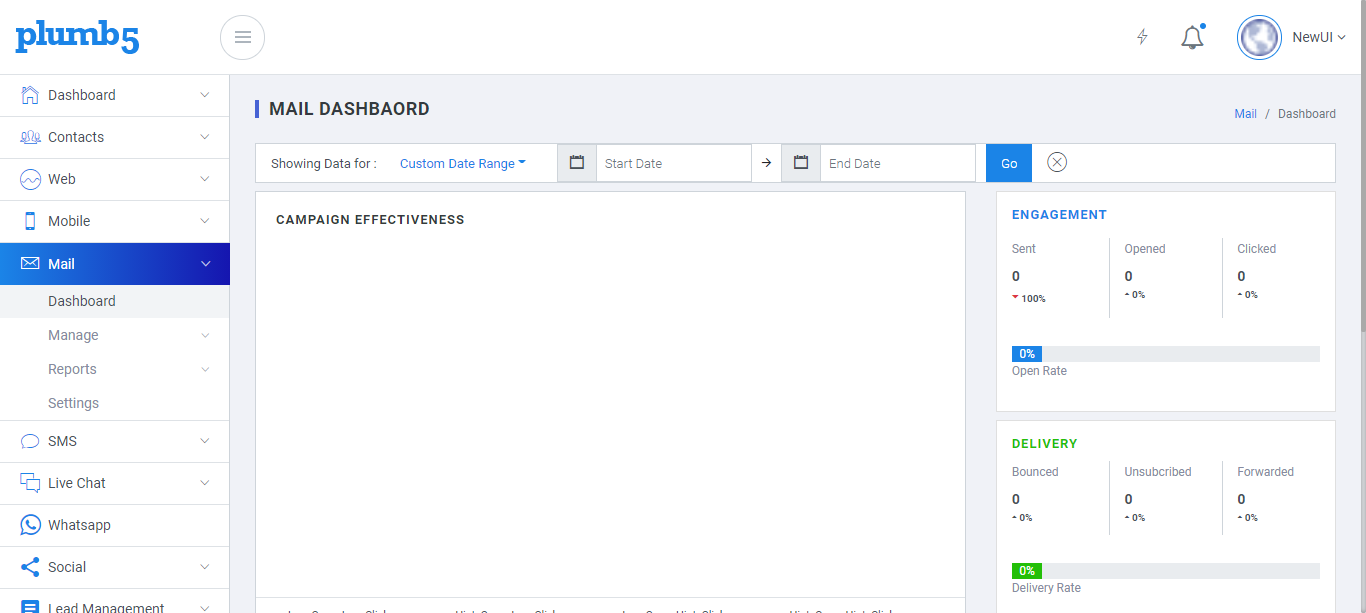 plumb5
NewUI
Dashboard
Contacts
Web
Mobile
Mail
Dashboard
Manage
Reports
Settings
SMS
Live Chat
Whatsapp
Social
Lead Management
MAIL DASHBAORD
Mail / Dashboard
Showing Data for : Custom Date Range Start Date → End Date Go
CAMPAIGN EFFECTIVENESS
ENGAGEMENT
Sent Opened Clicked
0 0 0
100% 0% 0%
0%
Open Rate
DELIVERY
Bounced Unsubcribed Forwarded
0 0 0
0% 0% 0%
0%
Delivery Rate